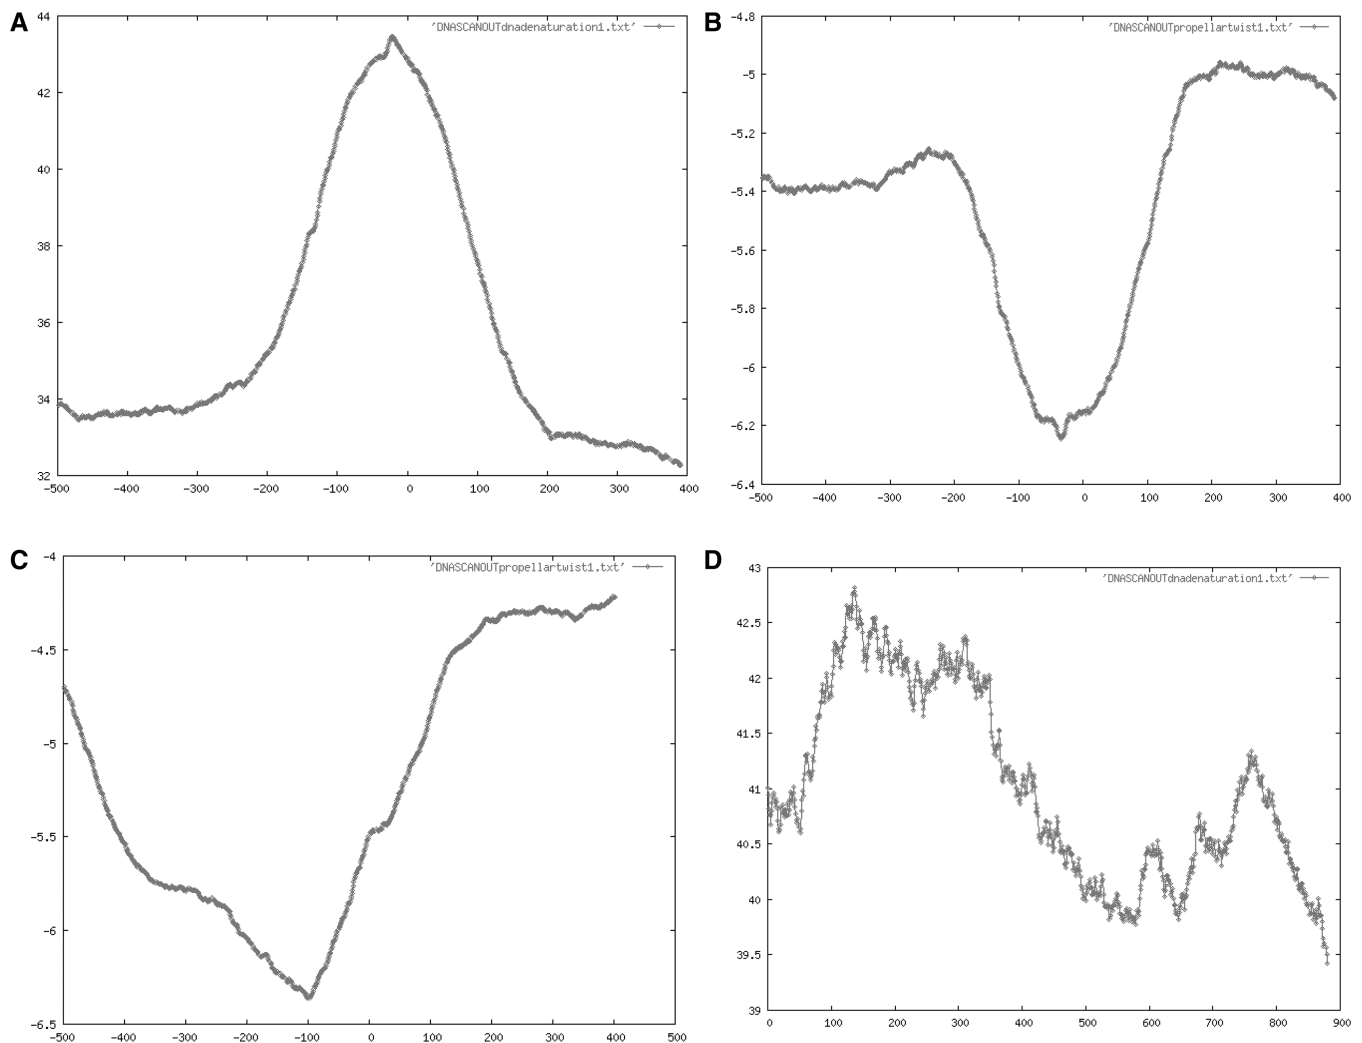 A
'DNASCANOUTdnadenaturation1.txt'
44
42
40
38
36
34
32
-500 -400 -300 -200 -100 0 100 200 300 400
B
'DNASCANOUTpropellartwist1.txt'
-4.8
-5
-5.2
-5.4
-5.6
-5.8
-6
-6.2
-6.4
-500 -400 -300 -200 -100 0 100 200 300 400
C
'DNASCANOUTpropellartwist1.txt'
-4
-4.5
-5
-5.5
-6
-6.5
-500 -400 -300 -200 -100 0 100 200 300 400 500
D
'DNASCANOUTdnadenaturation1.txt'
43
42.5
42
41.5
41
40.5
40
39.5
39
0 100 200 300 400 500 600 700 800 900